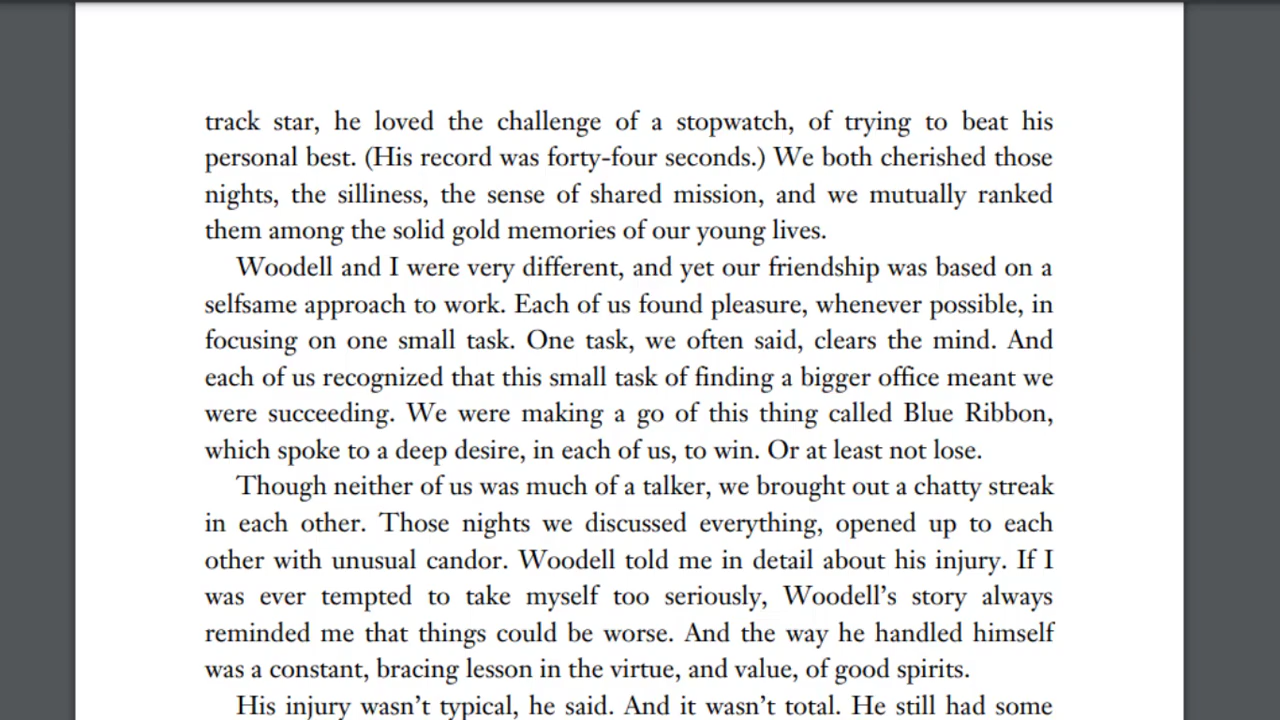 track star, he loved the challenge of a stopwatch, of trying to beat his
personal best. (His record was forty-four seconds.) We both cherished those
nights, the silliness, the sense of shared mission, and we mutually ranked
them among the solid gold memories of our young lives.
Woodell and I were very different, and yet our friendship was based on a
selfsame approach to work. Each of us found pleasure, whenever possible, in
focusing on one small task. One task, we often said, clears the mind. And
each of us recognized that this small task of finding a bigger office meant we
were succeeding. We were making a go of this thing called Blue Ribbon,
which spoke to a deep desire, in each of us, to win. Or at least not lose.
Though neither of us was much of a talker, we brought out a chatty streak
in each other. Those nights we discussed everything, opened up to each
other with unusual candor. Woodell told me in detail about his injury. If I
was ever tempted to take myself too seriously, Woodell’s story always
reminded me that things could be worse. And the way he handled himself
was a constant, bracing lesson in the virtue, and value, of good spirits.
His injury wasn’t typical, he said. And it wasn’t total. He still had some